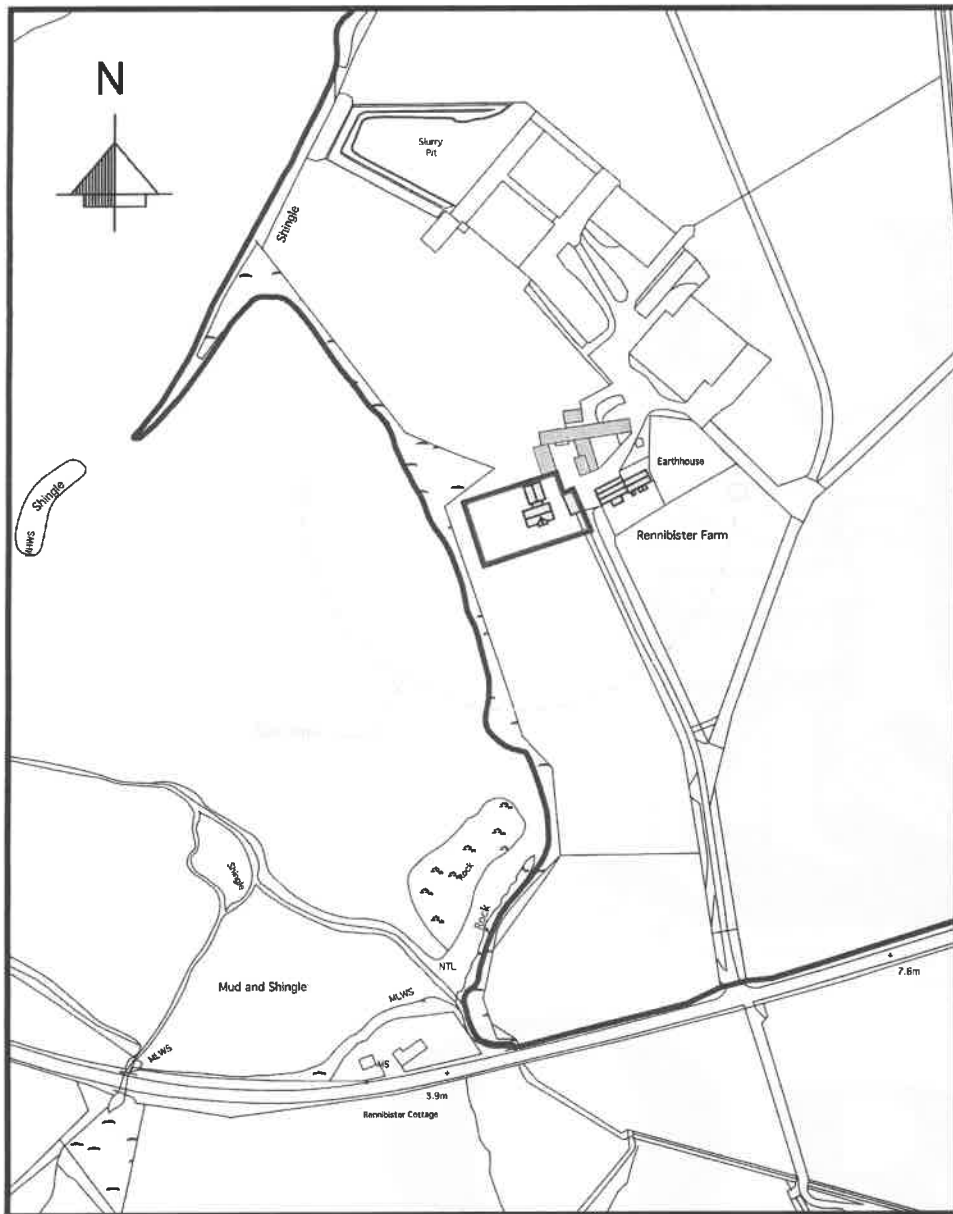 N
Slurry
Pit
Shingle
Earthhouse
Shingle
MHWS
Rennibister Farm
Shingle
Rock
Rock
NTL
Mud and Shingle
MLWS
7.6m
MLWS
3.9m
Rennibister Cottage